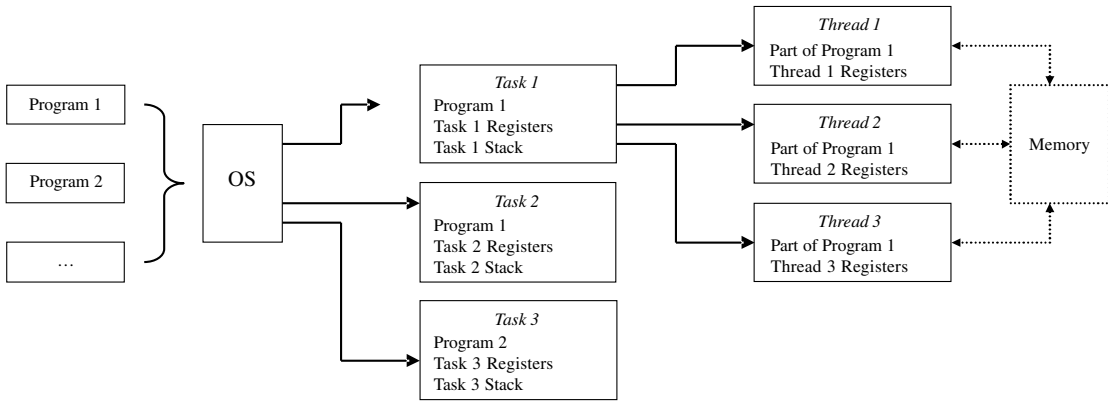 Program 1
Program 2
…
OS
Task 1
Program 1
Task 1 Registers
Task 1 Stack
Task 2
Program 1
Task 2 Registers
Task 2 Stack
Task 3
Program 2
Task 3 Registers
Task 3 Stack
Thread 1
Part of Program 1
Thread 1 Registers
Thread 2
Part of Program 1
Thread 2 Registers
Thread 3
Part of Program 1
Thread 3 Registers
Memory